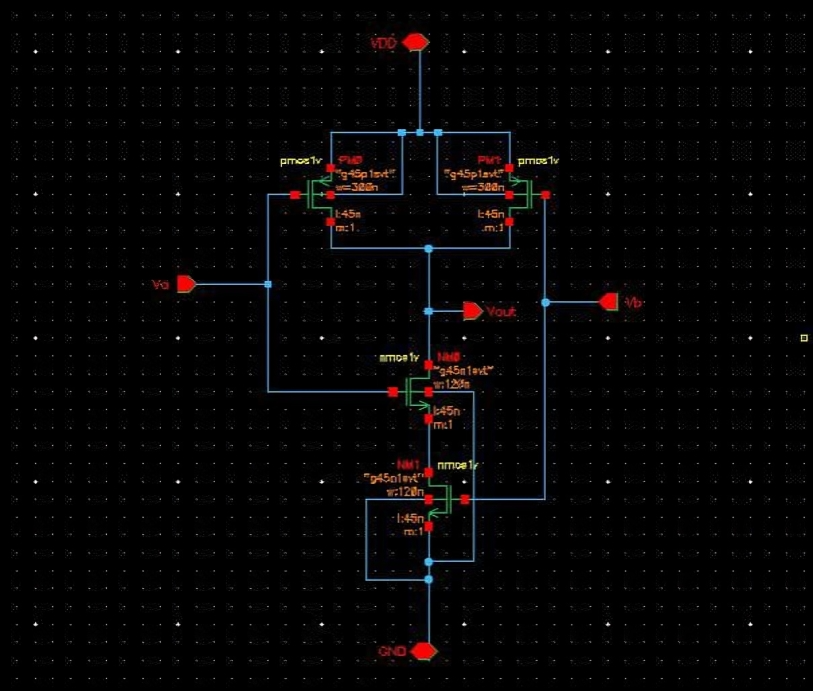 VDD
pmos1v
PM0
"g45p1svt"
w=300n
l:45n
m:1
PM1
pmos1v
"g45p1svt"
w=300n
l:45n
m:1
Va
Vout
Vb
nmos1v
NM0
"g45n1svt"
w:120n
l:45n
m:1
NM1
nmos1v
"g45n1svt"
w:120n
l:45n
m:1
GND